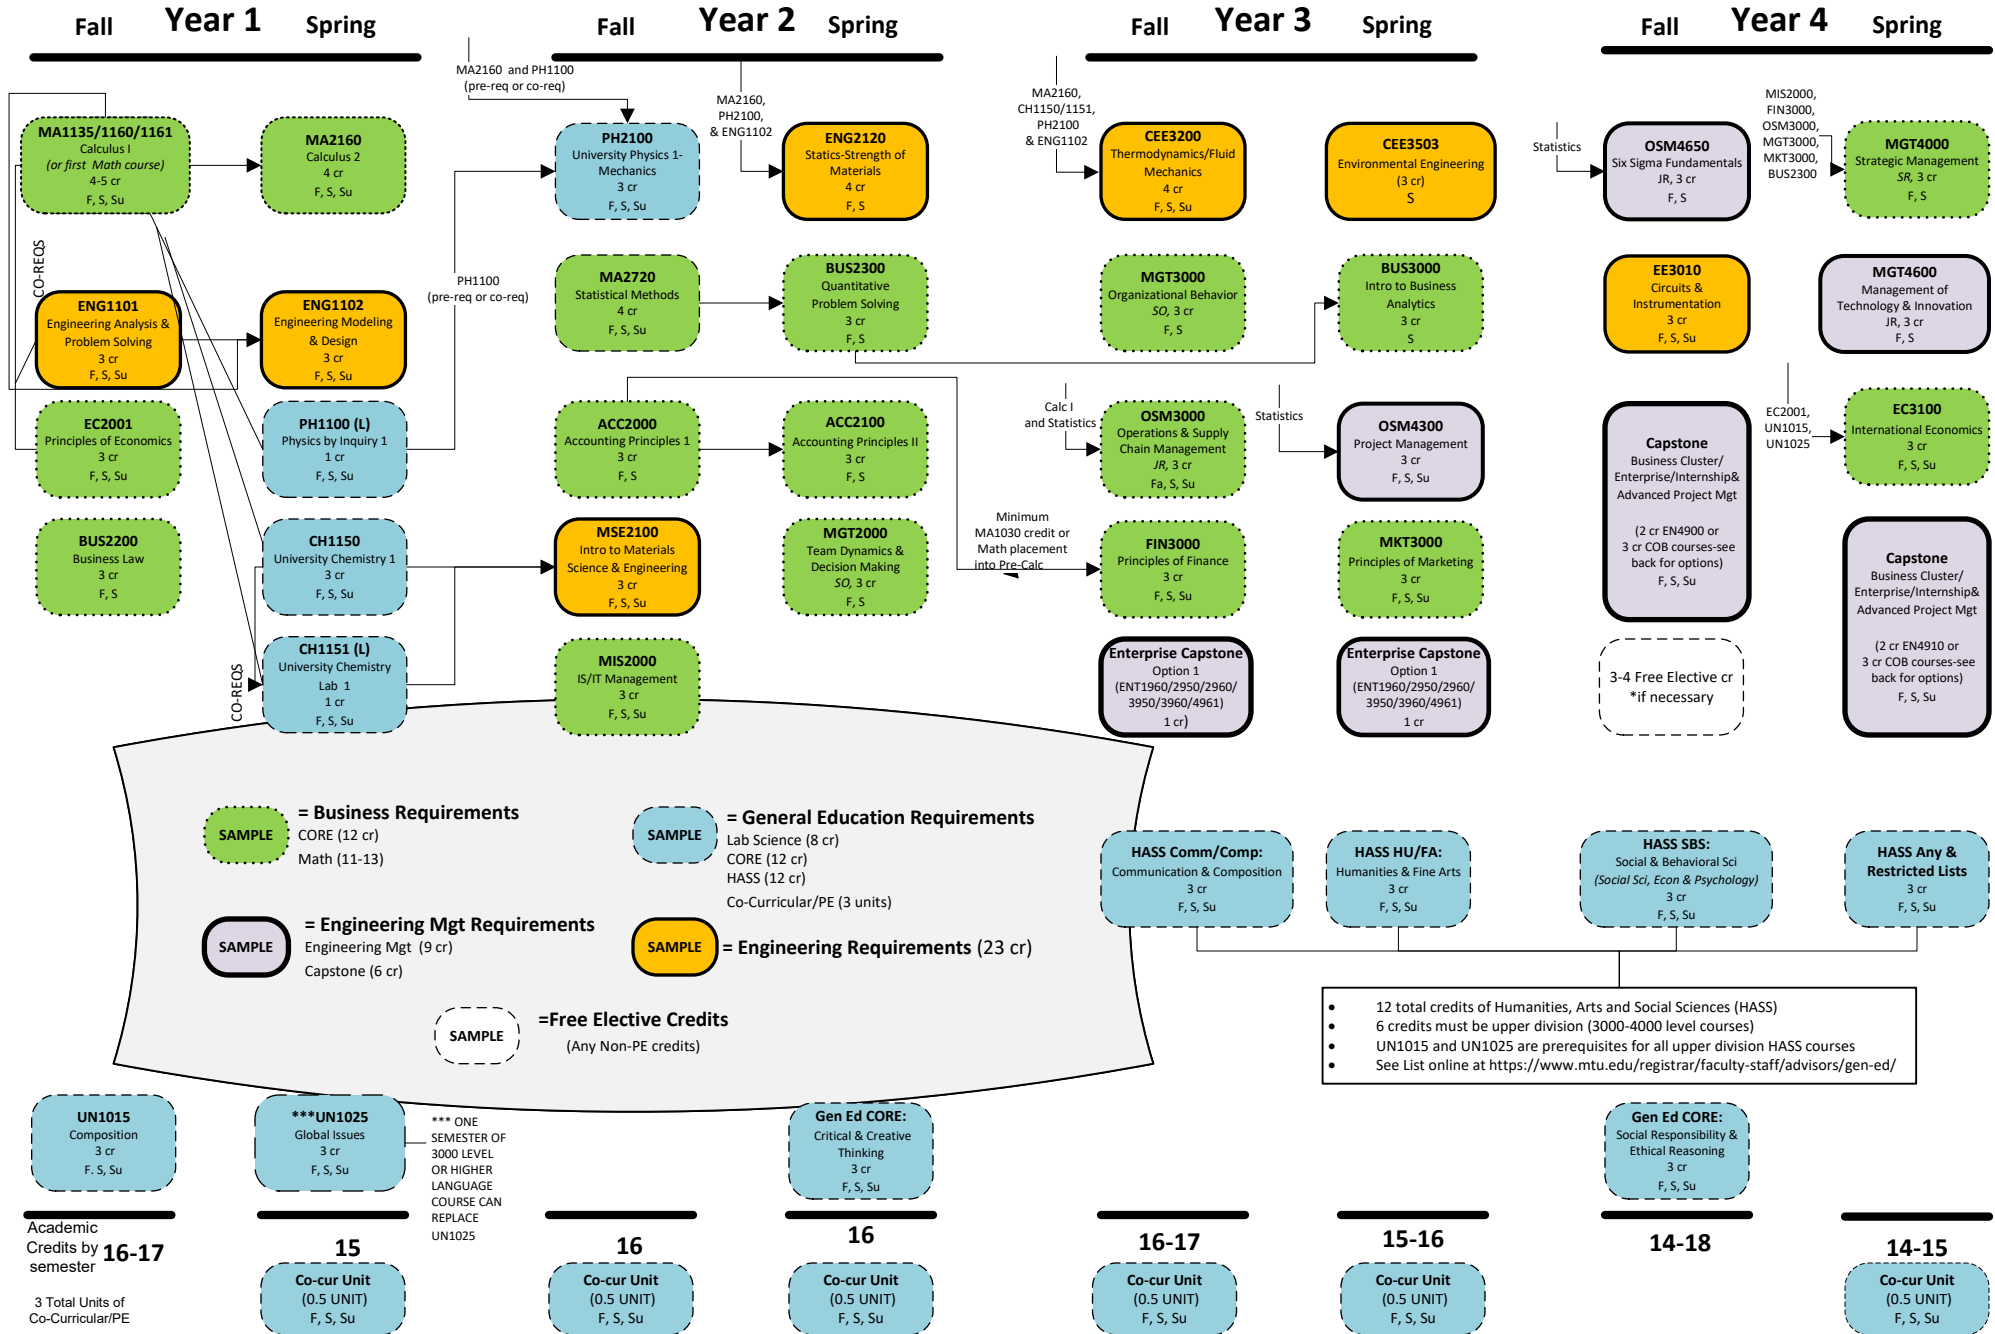 Year 1
Fall
Spring
Year 2
Fall
Spring
Year 3
Fall
Spring
Year 4
Fall
Spring
MA1135/1160/1161
Calculus I
(or first Math course)
4-5 cr
F, S, Su
CO-REQS
ENG1101
Engineering Analysis &
Problem Solving
3 cr
F, S, Su
EC2001
Principles of Economics
3 cr
F, S, Su
BUS2200
Business Law
3 cr
F, S
MA2160
Calculus 2
4 cr
F, S, Su
ENG1102
Engineering Modeling
& Design
3 cr
F, S, Su
PH1100 (L)
Physics by Inquiry 1
1 cr
F, S, Su
CH1150
University Chemistry 1
3 cr
F, S, Su
CO-REQS
CH1151 (L)
University Chemistry
Lab 1
1 cr
F, S, Su
MA2160 and PH1100
(pre-req or co-req)
PH1100
(pre-req or co-req)
PH2100
University Physics 1-
Mechanics
3 cr
F, S, Su
MA2720
Statistical Methods
4 cr
F, S, Su
ACC2000
Accounting Principles 1
3 cr
F, S
MSE2100
Intro to Materials
Science & Engineering
3 cr
F, S, Su
MIS2000
IS/IT Management
3 cr
F, S, Su
MA2160,
PH2100,
& ENG1102
ENG2120
Statics-Strength of
Materials
4 cr
F, S
BUS2300
Quantitative
Problem Solving
3 cr
F, S
ACC2100
Accounting Principles II
3 cr
F, S
MGT2000
Team Dynamics &
Decision Making
SO, 3 cr
F, S
MA2160,
CH1150/1151,
PH2100
& ENG1102
CEE3200
Thermodynamics/Fluid
Mechanics
4 cr
F, S, Su
MGT3000
Organizational Behavior
SO, 3 cr
F, S
Calc I
and Statistics
OSM3000
Operations & Supply
Chain Management
JR, 3 cr
Fa, S, Su
Minimum
MA1030 credit or
Math placement
into Pre-Calc
FIN3000
Principles of Finance
3 cr
F, S, Su
Enterprise Capstone
Option 1
(ENT1960/2950/2960/
3950/3960/4961)
1 cr)
CEE3503
Environmental Engineering
(3 cr)
S
BUS3000
Intro to Business
Analytics
3 cr
S
Statistics
OSM4300
Project Management
3 cr
F, S, Su
MKT3000
Principles of Marketing
3 cr
F, S, Su
Enterprise Capstone
Option 1
(ENT1960/2950/2960/
3950/3960/4961)
1 cr
Statistics
OSM4650
Six Sigma Fundamentals
JR, 3 cr
F, S
EE3010
Circuits &
Instrumentation
3 cr
F, S, Su
Capstone
Business Cluster/
Enterprise/Internship&
Advanced Project Mgt
(2 cr EN4900 or
3 cr COB courses-see
back for options)
F, S, Su
3-4 Free Elective cr
*if necessary
MIS2000,
FIN3000,
OSM3000,
MGT3000,
MKT3000,
BUS2300
MGT4000
Strategic Management
SR, 3 cr
F, S
MGT4600
Management of
Technology & Innovation
JR, 3 cr
F, S
EC2001,
UN1015,
UN1025
EC3100
International Economics
3 cr
F, S, Su
Capstone
Business Cluster/
Enterprise/Internship&
Advanced Project Mgt
(2 cr EN4910 or
3 cr COB courses-see
back for options)
F, S, Su
SAMPLE
= Business Requirements
CORE (12 cr)
Math (11-13)
SAMPLE
= General Education Requirements
Lab Science (8 cr)
CORE (12 cr)
HASS (12 cr)
Co-Curricular/PE (3 units)
SAMPLE
= Engineering Mgt Requirements
Engineering Mgt (9 cr)
Capstone (6 cr)
SAMPLE
= Engineering Requirements (23 cr)
SAMPLE
=Free Elective Credits
(Any Non-PE credits)
HASS Comm/Comp:
Communication & Composition
3 cr
F, S, Su
HASS HU/FA:
Humanities & Fine Arts
3 cr
F, S, Su
HASS SBS:
Social & Behavioral Sci
(Social Sci, Econ & Psychology)
3 cr
F, S, Su
HASS Any &
Restricted Lists
3 cr
F, S, Su
• 12 total credits of Humanities, Arts and Social Sciences (HASS)
• 6 credits must be upper division (3000-4000 level courses)
• UN1015 and UN1025 are prerequisites for all upper division HASS courses
• See List online at https://www.mtu.edu/registrar/faculty-staff/advisors/gen-ed/
UN1015
Composition
3 cr
F. S, Su
***UN1025
Global Issues
3 cr
F, S, Su
*** ONE
SEMESTER OF
3000 LEVEL
OR HIGHER
LANGUAGE
COURSE CAN
REPLACE
UN1025
Gen Ed CORE:
Critical & Creative
Thinking
3 cr
F, S, Su
Gen Ed CORE:
Social Responsibility &
Ethical Reasoning
3 cr
F, S, Su
Academic
Credits by
semester
16-17
15
16
16
16-17
15-16
14-18
14-15
3 Total Units of
Co-Curricular/PE
Co-cur Unit
(0.5 UNIT)
F, S, Su
Co-cur Unit
(0.5 UNIT)
F, S, Su
Co-cur Unit
(0.5 UNIT)
F, S, Su
Co-cur Unit
(0.5 UNIT)
F, S, Su
Co-cur Unit
(0.5 UNIT)
F, S, Su
Co-cur Unit
(0.5 UNIT)
F, S, Su